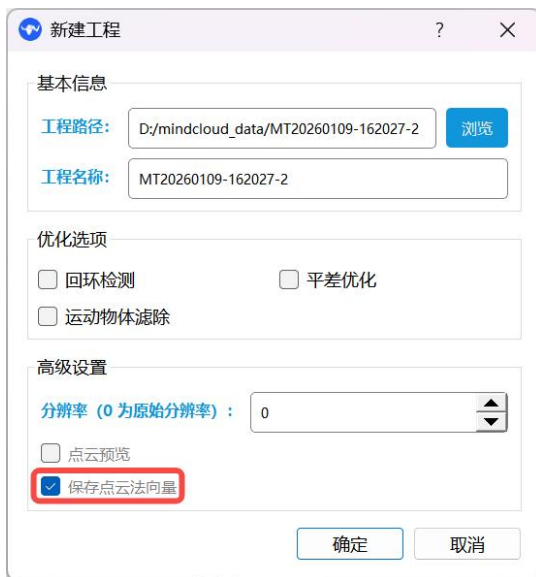 新建工程 ?
基本信息
工程路径： D:/mindcloud_data/MT20260109-162027-2 浏览
工程名称： MT20260109-162027-2
优化选项
回环检测 平差优化
运动物体滤除
高级设置
分辨率（0 为原始分辨率）： 0
点云预览
保存点云法向量
确定 取消